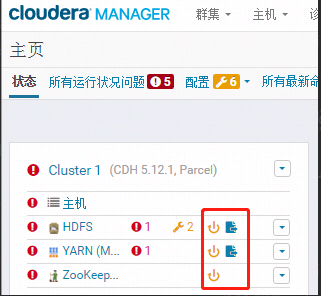 cloudera MANAGER 群集 主机
主页
状态 所有运行状况问题 5 配置 6 所有最新命
Cluster 1 (CDH 5.12.1, Parcel)
主机
HDFS 1 2
YARN (M... 1
ZooKeep...